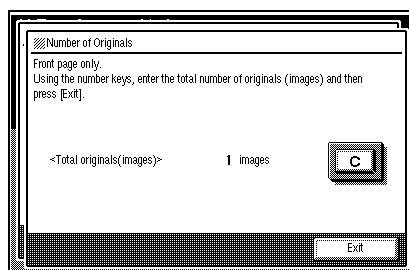 Number of Originals
Front page only.
Using the number keys, enter the total number of originals (images) and then
press [Exit].
<Total originals(images)> 1 images
C
Exit